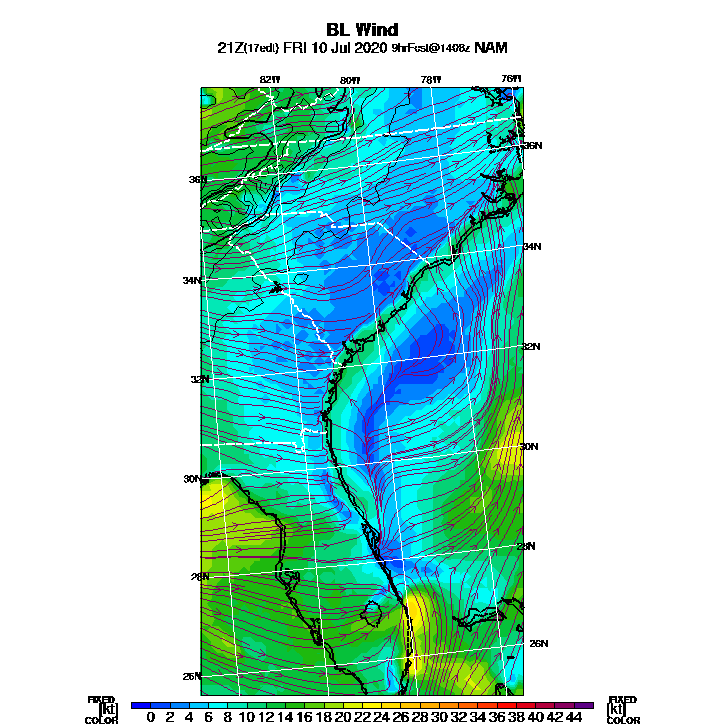 BL Wind
21Z(17edt) FRI 10 Jul 2020 9hrFcst@1408z NAM
82W 80W 78W 76W
36N
36N
34N
34N
32N
32N
30N
30N
28N
28N
26N
26N
FIXED FIXED
[kt] [kt]
COLOR COLOR
0 2 4 6 8 10 12 14 16 18 20 22 24 26 28 30 32 34 36 38 40 42 44